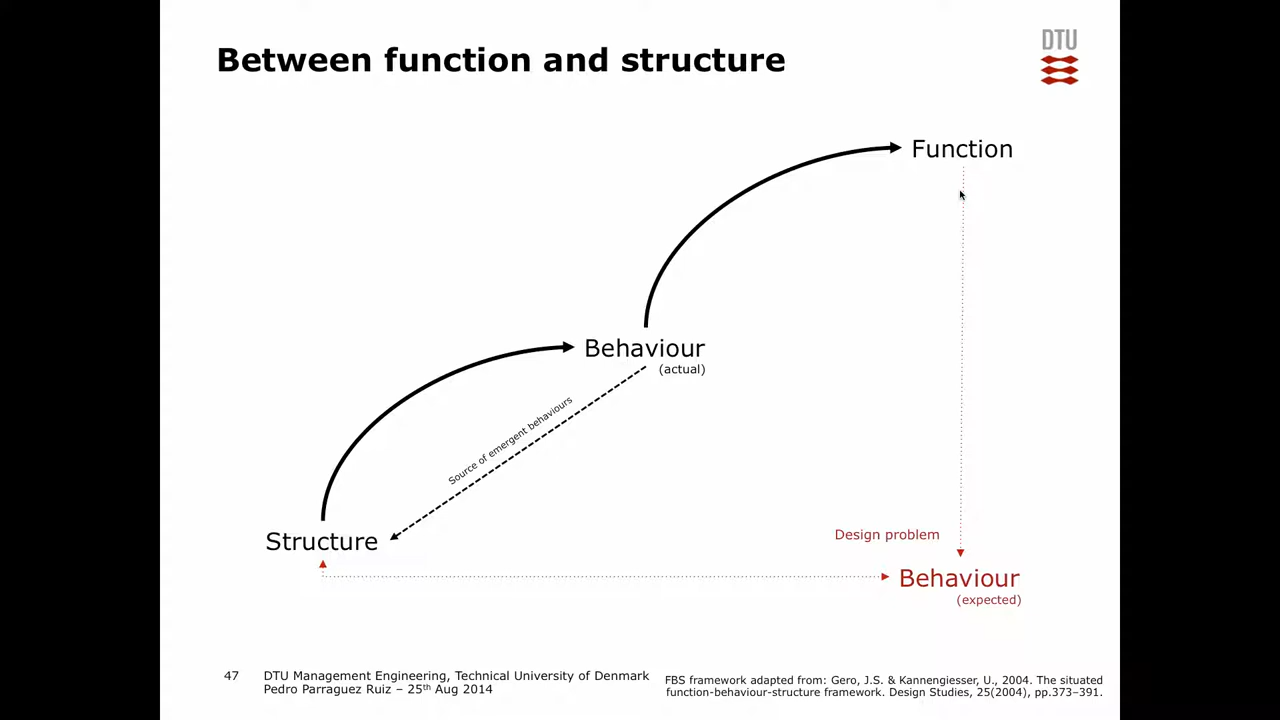 Between function and structure
DTU
Function
Behaviour
(actual)
Source of emergent behaviours
Structure
Design problem
Behaviour
(expected)
47
DTU Management Engineering, Technical University of Denmark
Pedro Parraguez Ruiz – 25th Aug 2014
FBS framework adapted from: Gero, J.S. & Kannengiesser, U., 2004. The situated
function-behaviour-structure framework. Design Studies, 25(2004), pp.373–391.